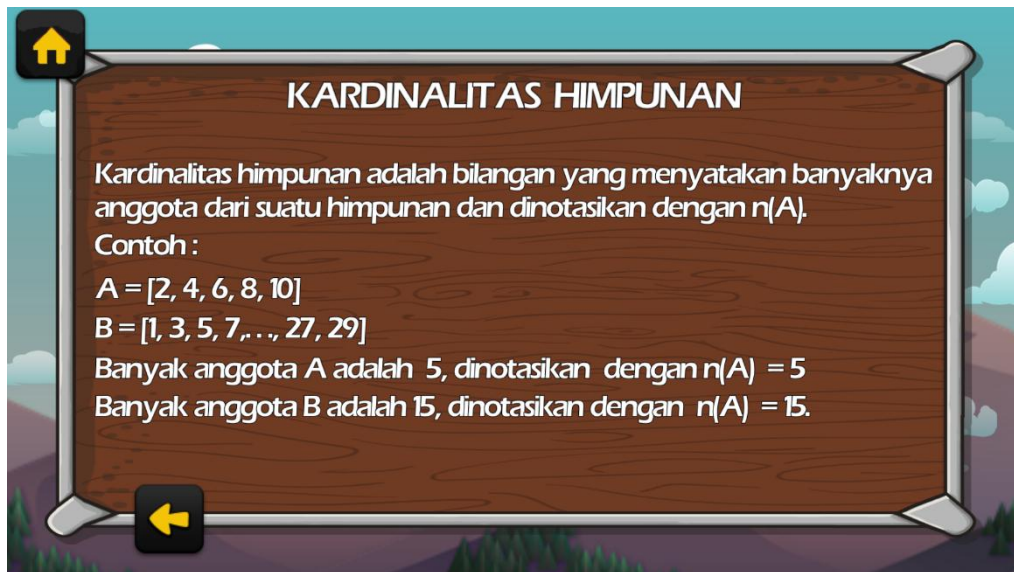 KARDINALITAS HIMPUNAN
Kardinalitas himpunan adalah bilangan yang menyatakan banyaknya
anggota dari suatu himpunan dan dinotasikan dengan n(A).
Contoh :
A = [2, 4, 6, 8, 10]
B = [1, 3, 5, 7,. . ., 27, 29]
Banyak anggota A adalah 5, dinotasikan dengan n(A) = 5
Banyak anggota B adalah 15, dinotasikan dengan n(A) = 15.